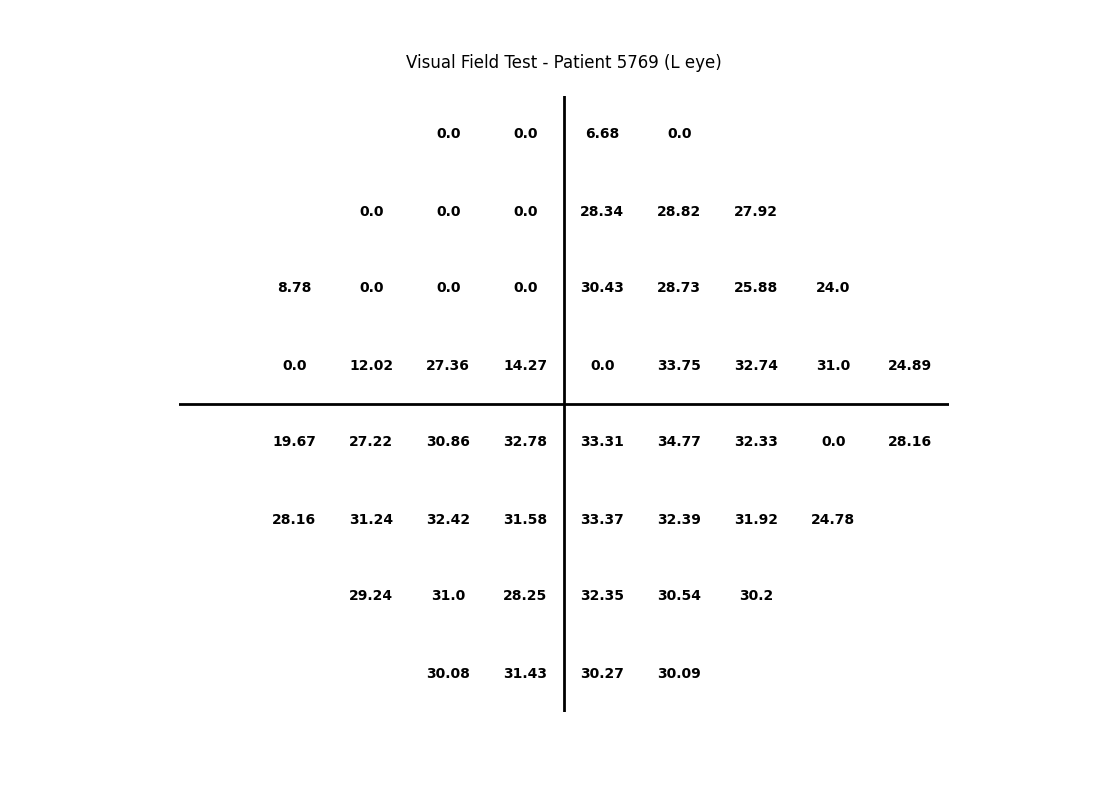 Visual Field Test - Patient 5769 (L eye)
0.0 0.0 6.68 0.0
0.0 0.0 0.0 28.34 28.82 27.92
8.78 0.0 0.0 0.0 30.43 28.73 25.88 24.0
0.0 12.02 27.36 14.27 0.0 33.75 32.74 31.0 24.89
19.67 27.22 30.86 32.78 33.31 34.77 32.33 0.0 28.16
28.16 31.24 32.42 31.58 33.37 32.39 31.92 24.78
29.24 31.0 28.25 32.35 30.54 30.2
30.08 31.43 30.27 30.09